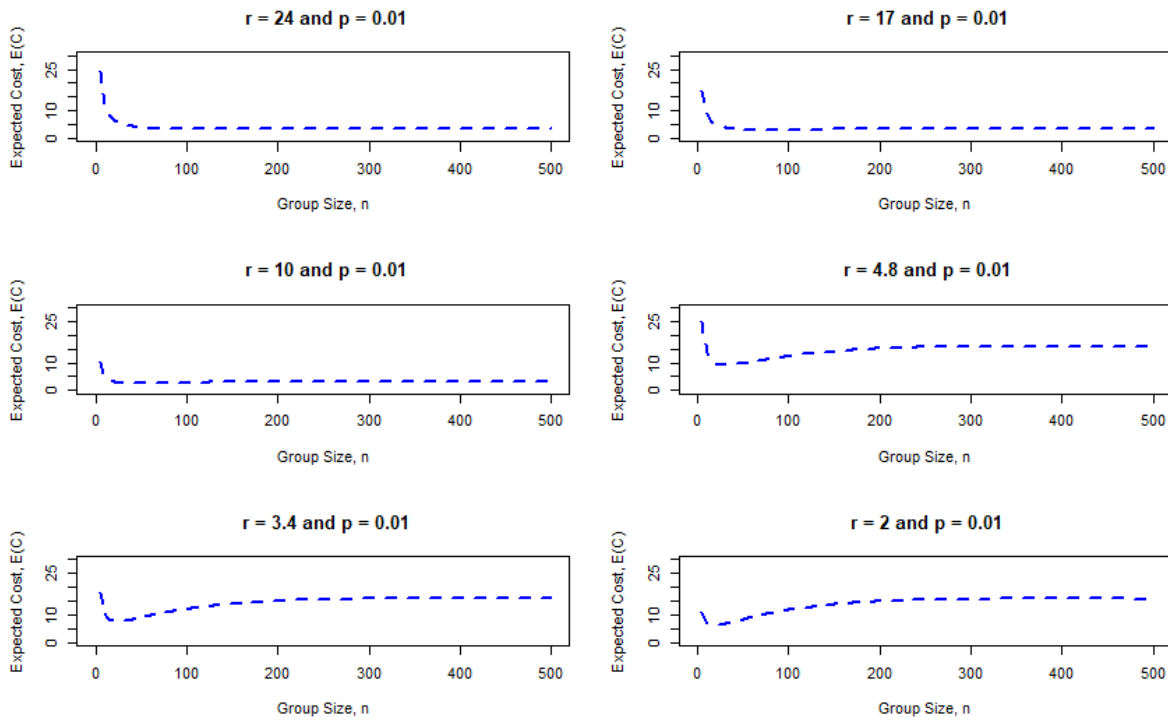 r = 24 and p = 0.01
Expected Cost, E(C)
0 10 25
0 100 200 300 400 500
Group Size, n
r = 17 and p = 0.01
Expected Cost, E(C)
0 10 25
0 100 200 300 400 500
Group Size, n
r = 10 and p = 0.01
Expected Cost, E(C)
0 10 25
0 100 200 300 400 500
Group Size, n
r = 4.8 and p = 0.01
Expected Cost, E(C)
0 10 25
0 100 200 300 400 500
Group Size, n
r = 3.4 and p = 0.01
Expected Cost, E(C)
0 10 25
0 100 200 300 400 500
Group Size, n
r = 2 and p = 0.01
Expected Cost, E(C)
0 10 25
0 100 200 300 400 500
Group Size, n